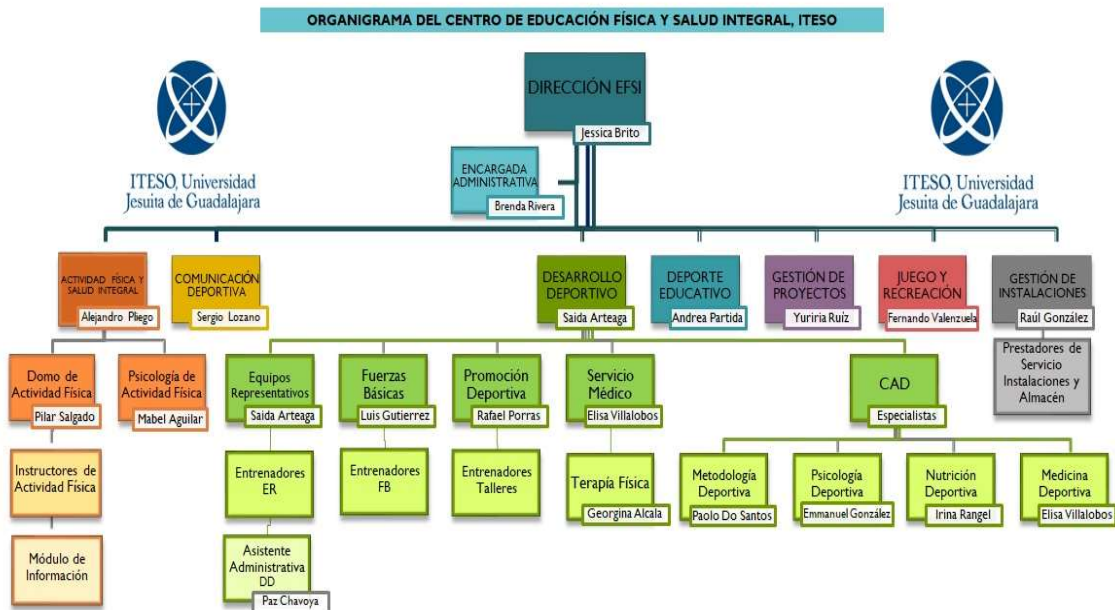 ORGANIGRAMA DEL CENTRO DE EDUCACIÓN FÍSICA Y SALUD INTEGRAL, ITESO
ITESO, Universidad
Jesuita de Guadalajara
DIRECCIÓN EFSI
Jessica Brito
ITESO, Universidad
Jesuita de Guadalajara
ENCARGADA
ADMINISTRATIVA
Brenda Rivera
ACTIVIDAD FÍSICA Y
SALUD INTEGRAL
Alejandro Pliego
COMUNICACIÓN
DEPORTIVA
Sergio Lozano
DESARROLLO
DEPORTIVO
Saida Arteaga
DEPORTE
EDUCATIVO
Andrea Partida
GESTIÓN DE
PROYECTOS
Yuriria Ruíz
JUEGO Y
RECREACIÓN
Fernando Valenzuela
GESTIÓN DE
INSTALACIONES
Raúl González
Domo de
Actividad Física
Pilar Salgado
Psicología de
Actividad Física
Mabel Aguilar
Equipos
Representativos
Saida Arteaga
Fuerzas
Básicas
Luis Gutierrez
Promoción
Deportiva
Rafael Porras
Servicio
Médico
Elisa Villalobos
CAD
Especialistas
Prestadores de
Servicio
Instalaciones y
Almacén
Instructores de
Actividad Física
Entrenadores
ER
Entrenadores
FB
Entrenadores
Talleres
Terapía Física
Georgina Alcala
Metodología
Deportiva
Paolo Do Santos
Psicología
Deportiva
Emmanuel González
Nutrición
Deportiva
Irina Rangel
Medicina
Deportiva
Elisa Villalobos
Módulo de
Información
Asistente
Administrativa
DD
Paz Chavoya